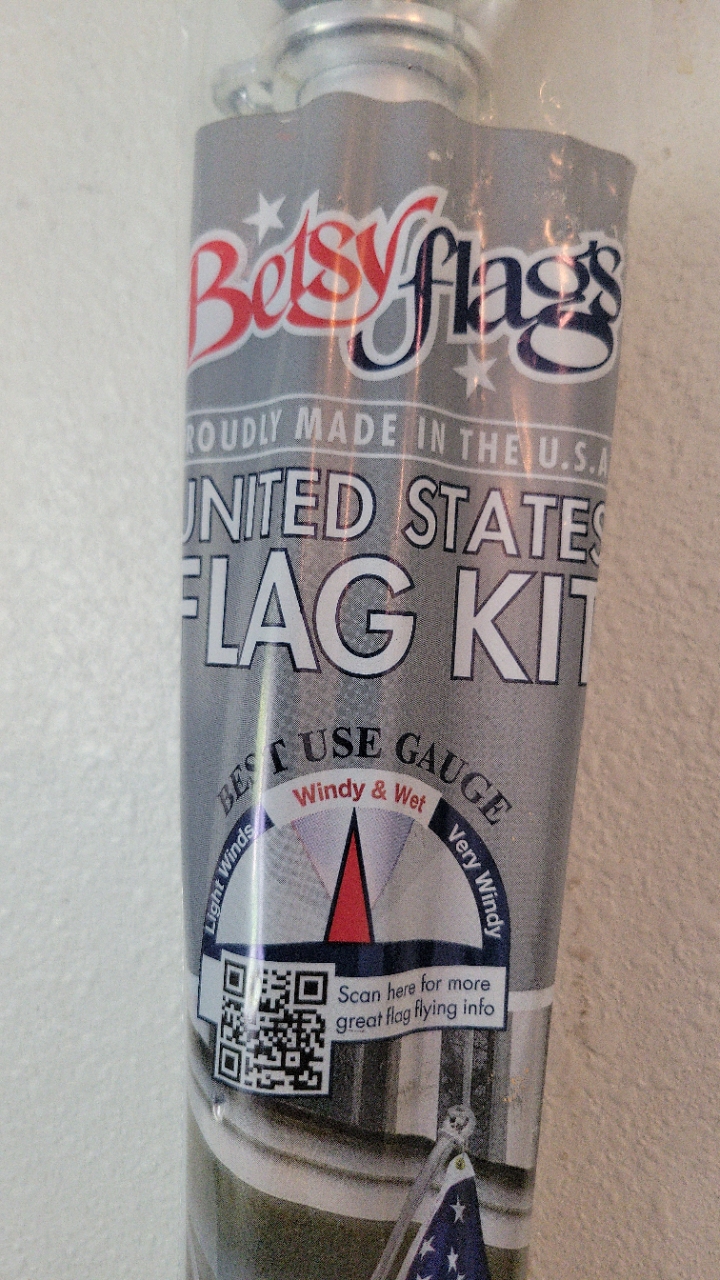 Betsy flags
PROUDLY MADE IN THE U.S.A
UNITED STATES
FLAG KIT
BEST USE GAUGE
Light Winds
Windy & Wet
Very Windy
Scan here for more
great flag flying info